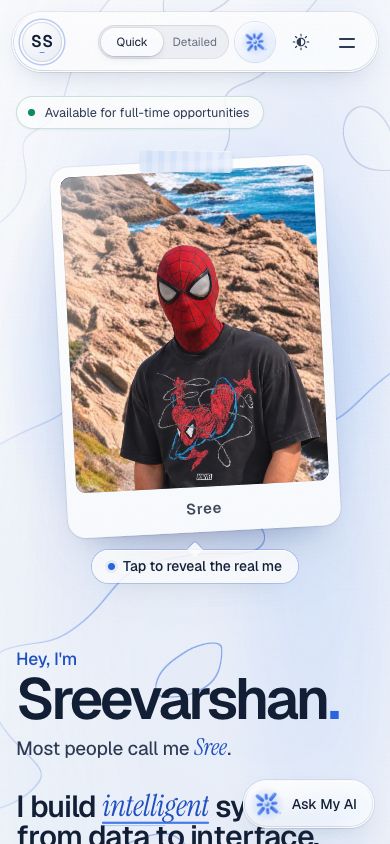 SS
Quick
Detailed
Available for full-time opportunities
Sree
Tap to reveal the real me
Hey, I'm
Sreevarshan.
Most people call me Sree.
I build intelligent sy
Ask My AI
from data to interface.